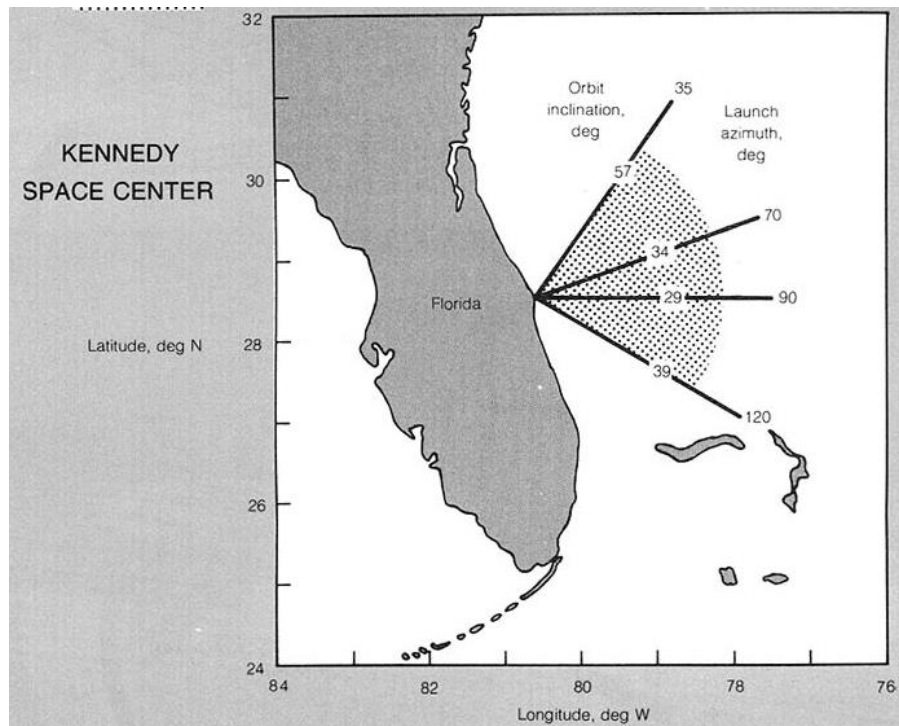 KENNEDY
SPACE CENTER
Latitude, deg N
32
30
28
26
24
84
82
80
78
76
Longitude, deg W
Florida
Orbit
inclination,
deg
Launch
azimuth,
deg
35
57
70
34
29
90
39
120